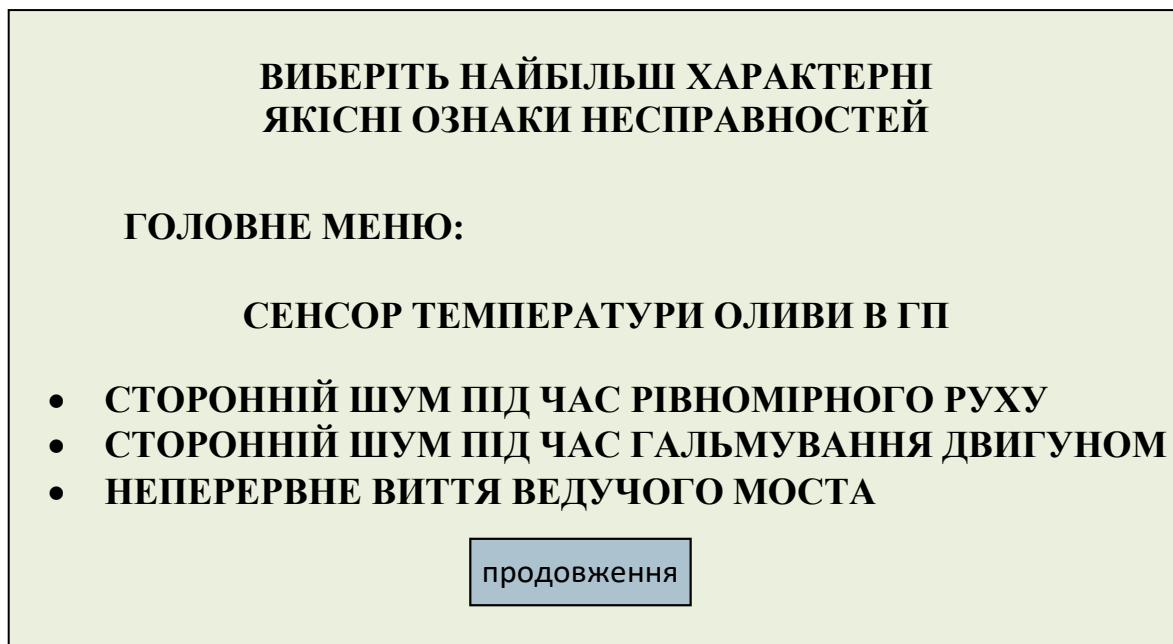 ВИБЕРІТЬ НАЙБІЛЬШ ХАРАКТЕРНІ
ЯКІСНІ ОЗНАКИ НЕСПРАВНОСТЕЙ
ГОЛОВНЕ МЕНЮ:
СЕНСОР ТЕМПЕРАТУРИ ОЛИВИ В ГП
• СТОРОННІЙ ШУМ ПІД ЧАС РІВНОМІРНОГО РУХУ
• СТОРОННІЙ ШУМ ПІД ЧАС ГАЛЬМУВАННЯ ДВИГУНОМ
• НЕПЕРЕРВНЕ ВИТТЯ ВЕДУЧОГО МОСТА
продовження